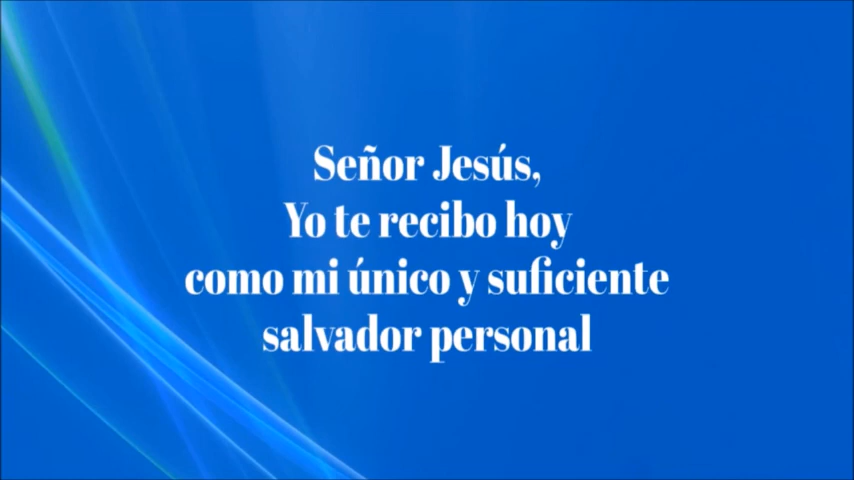 Señor Jesús,
Yo te recibo hoy
como mi único y suficiente
salvador personal